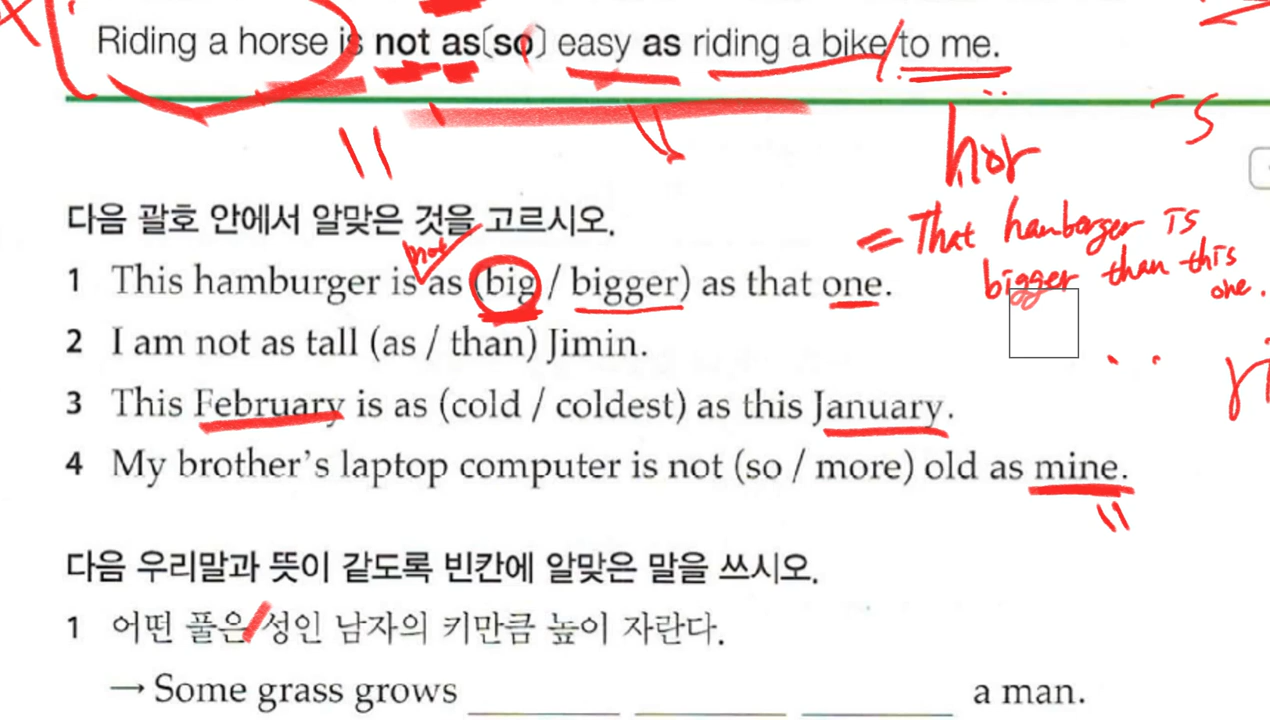 Riding a horse is not as(so) easy as riding a bike to me.
hor
다음 괄호 안에서 알맞은 것을 고르시오.
= That hamburger is
bigger than this
one.
not
1 This hamburger is as (big / bigger) as that one.
2 I am not as tall (as / than) Jimin.
3 This February is as (cold / coldest) as this January.
4 My brother's laptop computer is not (so / more) old as mine.
다음 우리말과 뜻이 같도록 빈칸에 알맞은 말을 쓰시오.
1 어떤 풀은 성인 남자의 키만큼 높이 자란다.
→ Some grass grows ______ ______ ______ a man.